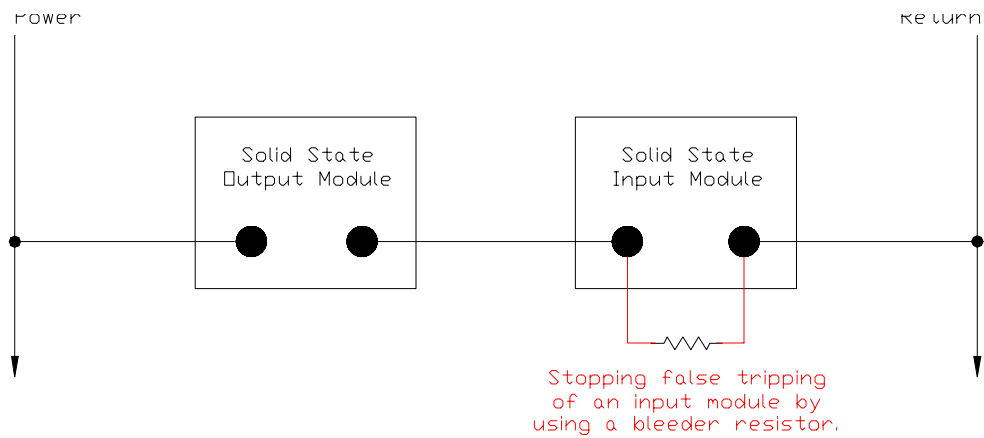 Power
Return
Solid State
Output Module
Solid State
Input Module
Stopping false tripping
of an input module by
using a bleeder resistor.